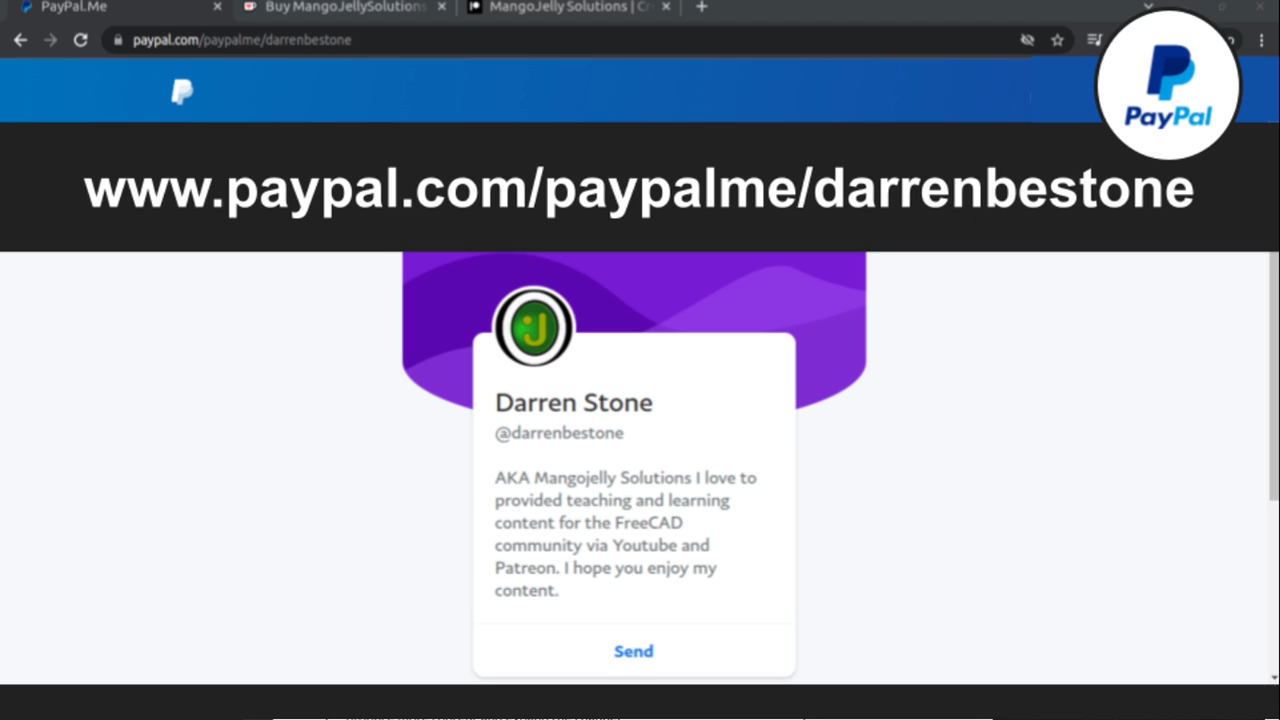 PayPal.Me
Buy MangoJellySolutions
MangoJelly Solutions | Cr
paypal.com/paypalme/darrenbestone
PayPal
www.paypal.com/paypalme/darrenbestone
Darren Stone
@darrenbestone
AKA Mangojelly Solutions I love to
provided teaching and learning
content for the FreeCAD
community via Youtube and
Patreon. I hope you enjoy my
content.
Send